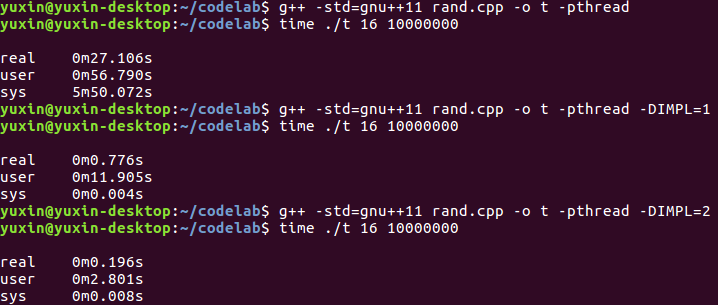 yuxin@yuxin-desktop:~/codelab$ g++ -std=gnu++11 rand.cpp -o t -pthread
yuxin@yuxin-desktop:~/codelab$ time ./t 16 10000000
real 0m27.106s
user 0m56.790s
sys 5m50.072s
yuxin@yuxin-desktop:~/codelab$ g++ -std=gnu++11 rand.cpp -o t -pthread -DIMPL=1
yuxin@yuxin-desktop:~/codelab$ time ./t 16 10000000
real 0m0.776s
user 0m11.905s
sys 0m0.004s
yuxin@yuxin-desktop:~/codelab$ g++ -std=gnu++11 rand.cpp -o t -pthread -DIMPL=2
yuxin@yuxin-desktop:~/codelab$ time ./t 16 10000000
real 0m0.196s
user 0m2.801s
sys 0m0.008s